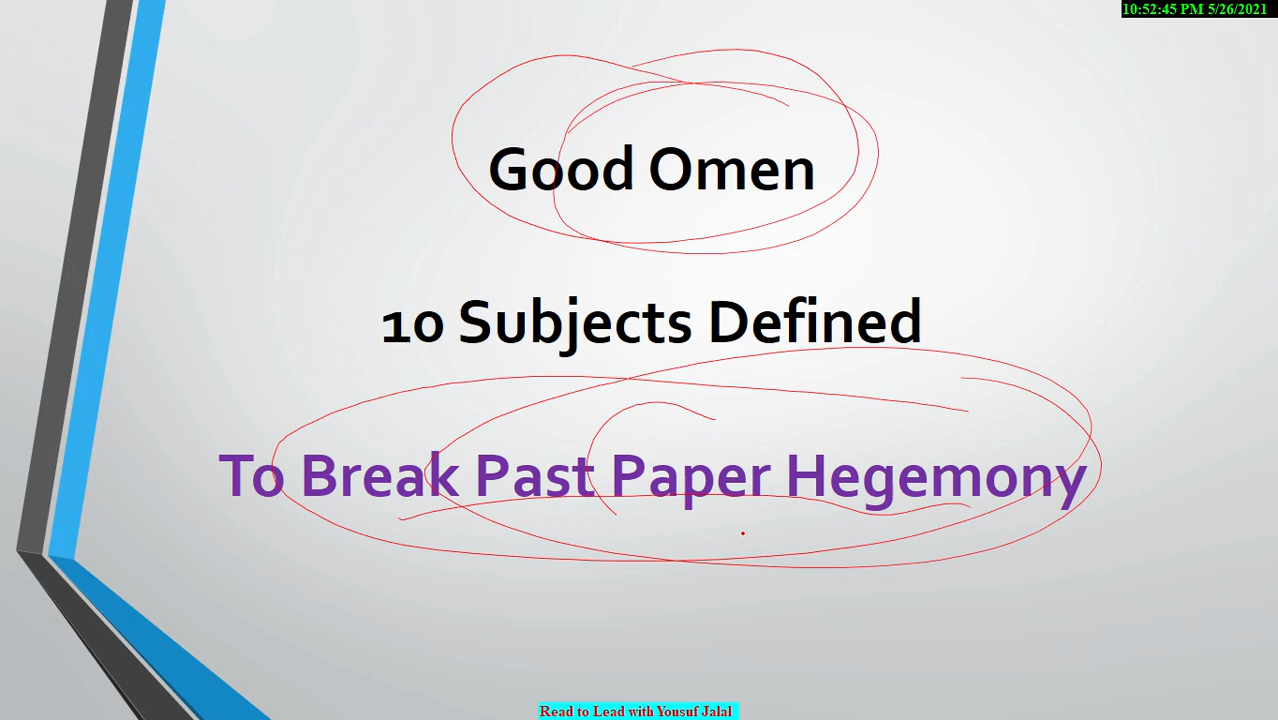 10:52:45 PM 5/26/2021
Good Omen
10 Subjects Defined
To Break Past Paper Hegemony
Read to Lead with Yousuf Jalal